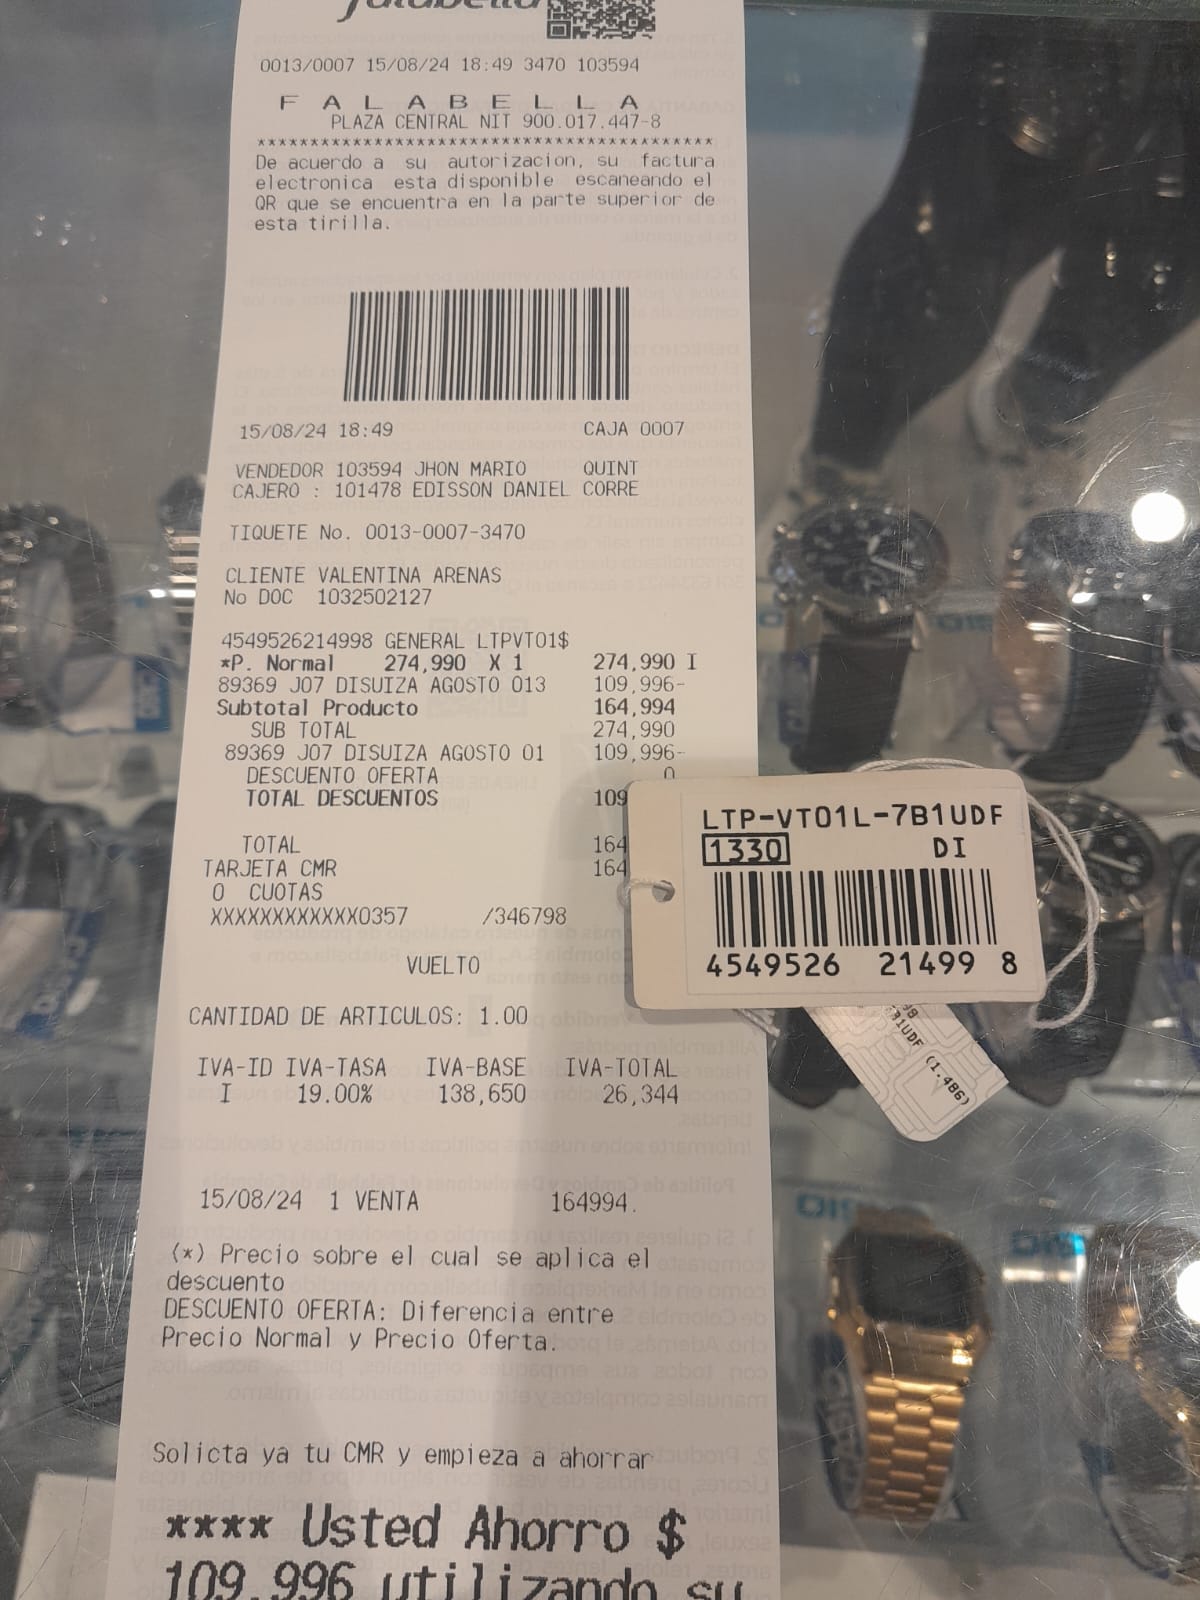 falabella
0013/0007 15/08/24 18:49 3470 103594
F A L A B E L L A
PLAZA CENTRAL NIT 900.017.447-8
******************************************
De acuerdo a su autorizacion, su factura
electronica esta disponible escaneando el
QR que se encuentra en la parte superior de
esta tirilla.
15/08/24 18:49 CAJA 0007
VENDEDOR 103594 JHON MARIO QUINT
CAJERO : 101478 EDISSON DANIEL CORRE
TIQUETE No. 0013-0007-3470
CLIENTE VALENTINA ARENAS
No DOC 1032502127
4549526214998 GENERAL LTPVT01$
*P. Normal 274,990 X 1 274,990 I
89369 J07 DISUIZA AGOSTO 013 109,996-
Subtotal Producto 164,994
SUB TOTAL 274,990
89369 J07 DISUIZA AGOSTO 01 109,996-
DESCUENTO OFERTA 0
TOTAL DESCUENTOS 109
TOTAL 164
TARJETA CMR 164
0 CUOTAS
XXXXXXXXXXXX0357 /346798
VUELTO
CANTIDAD DE ARTICULOS: 1.00
IVA-ID IVA-TASA IVA-BASE IVA-TOTAL
I 19.00% 138,650 26,344
15/08/24 1 VENTA 164994.
(*) Precio sobre el cual se aplica el
descuento
DESCUENTO OFERTA: Diferencia entre
Precio Normal y Precio Oferta.
Solicta ya tu CMR y empieza a ahorrar
**** Usted Ahorro $
109,996 utilizando su
LTP-VT01L-7B1UDF
1330 DI
4549526 21499 8
B1UDF (1.486)